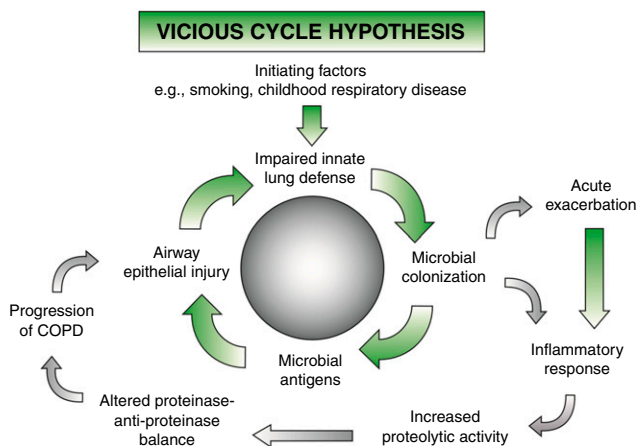 VICIOUS CYCLE HYPOTHESIS
Initiating factors
e.g., smoking, childhood respiratory disease
Impaired innate
lung defense
Acute
exacerbation
Airway
epithelial injury
Microbial
colonization
Progression
of COPD
Inflammatory
response
Microbial
antigens
Altered proteinase-
anti-proteinase
balance
Increased
proteolytic activity